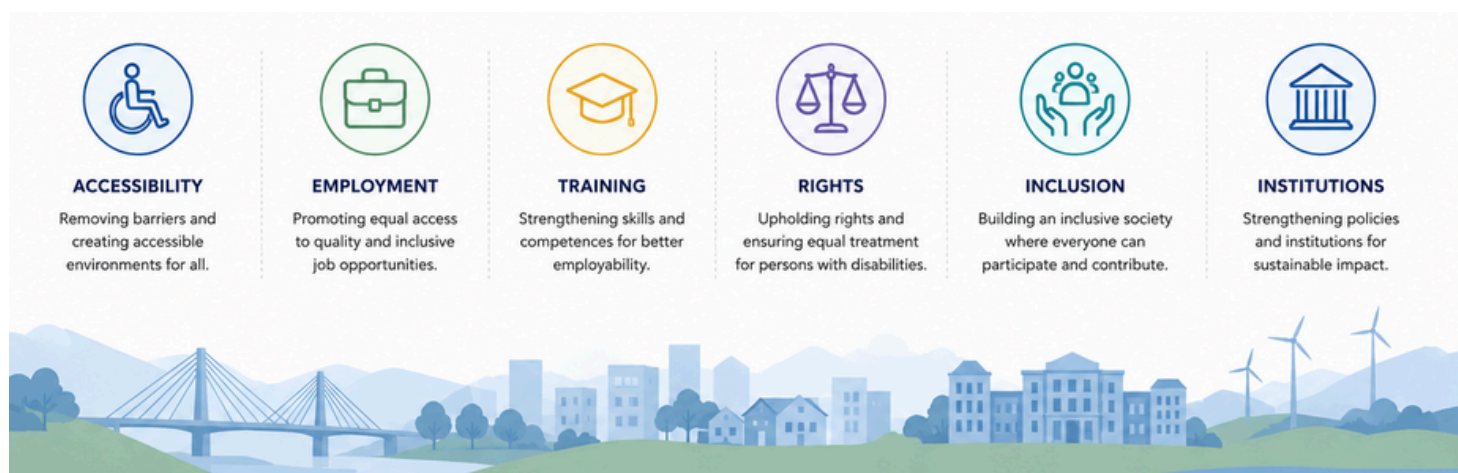 ACCESSIBILITY
Removing barriers and
creating accessible
environments for all.
EMPLOYMENT
Promoting equal access
to quality and inclusive
job opportunities.
TRAINING
Strengthening skills and
competences for better
employability.
RIGHTS
Upholding rights and
ensuring equal treatment
for persons with disabilities.
INCLUSION
Building an inclusive society
where everyone can
participate and contribute.
INSTITUTIONS
Strengthening policies
and institutions for
sustainable impact.